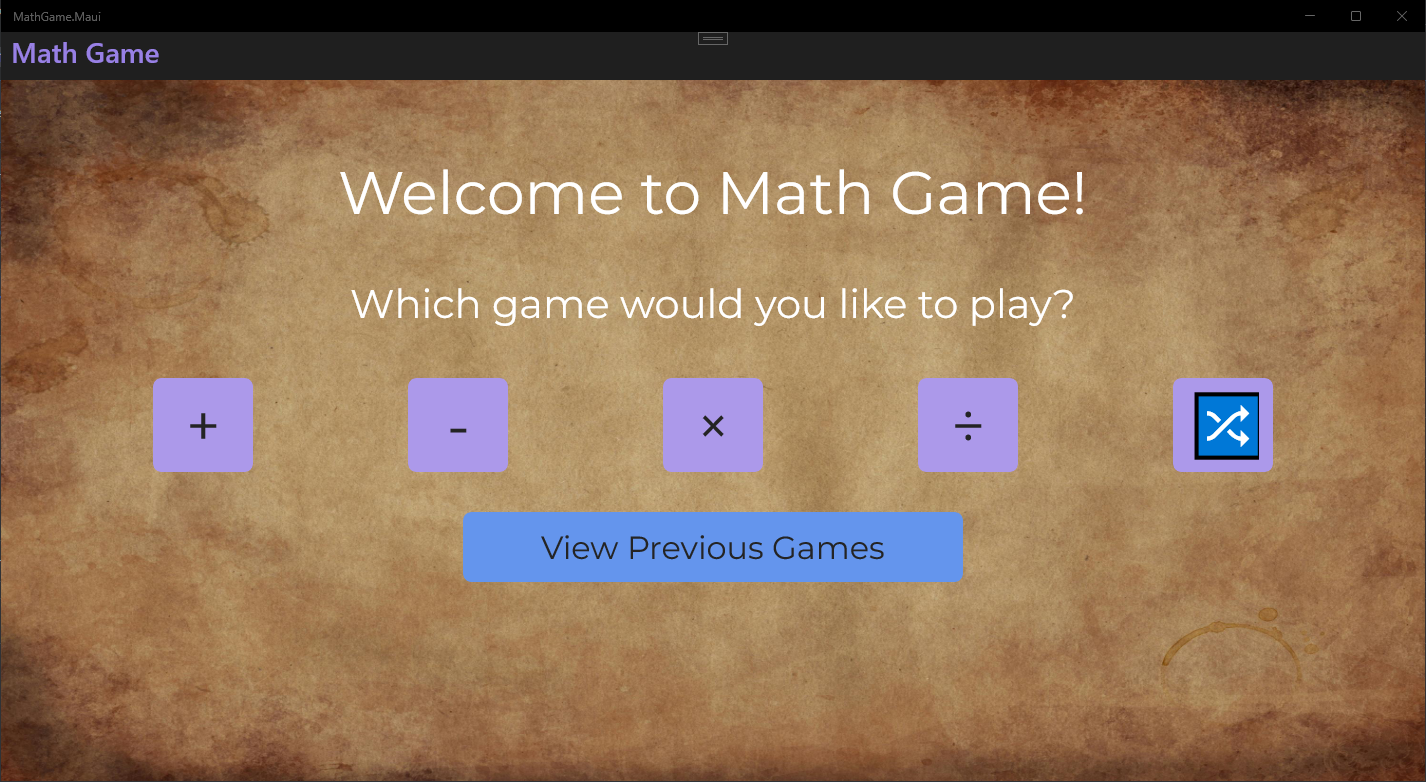 MathGame.Maui
Math Game
Welcome to Math Game!
Which game would you like to play?
+ - × ÷ 🔀
View Previous Games